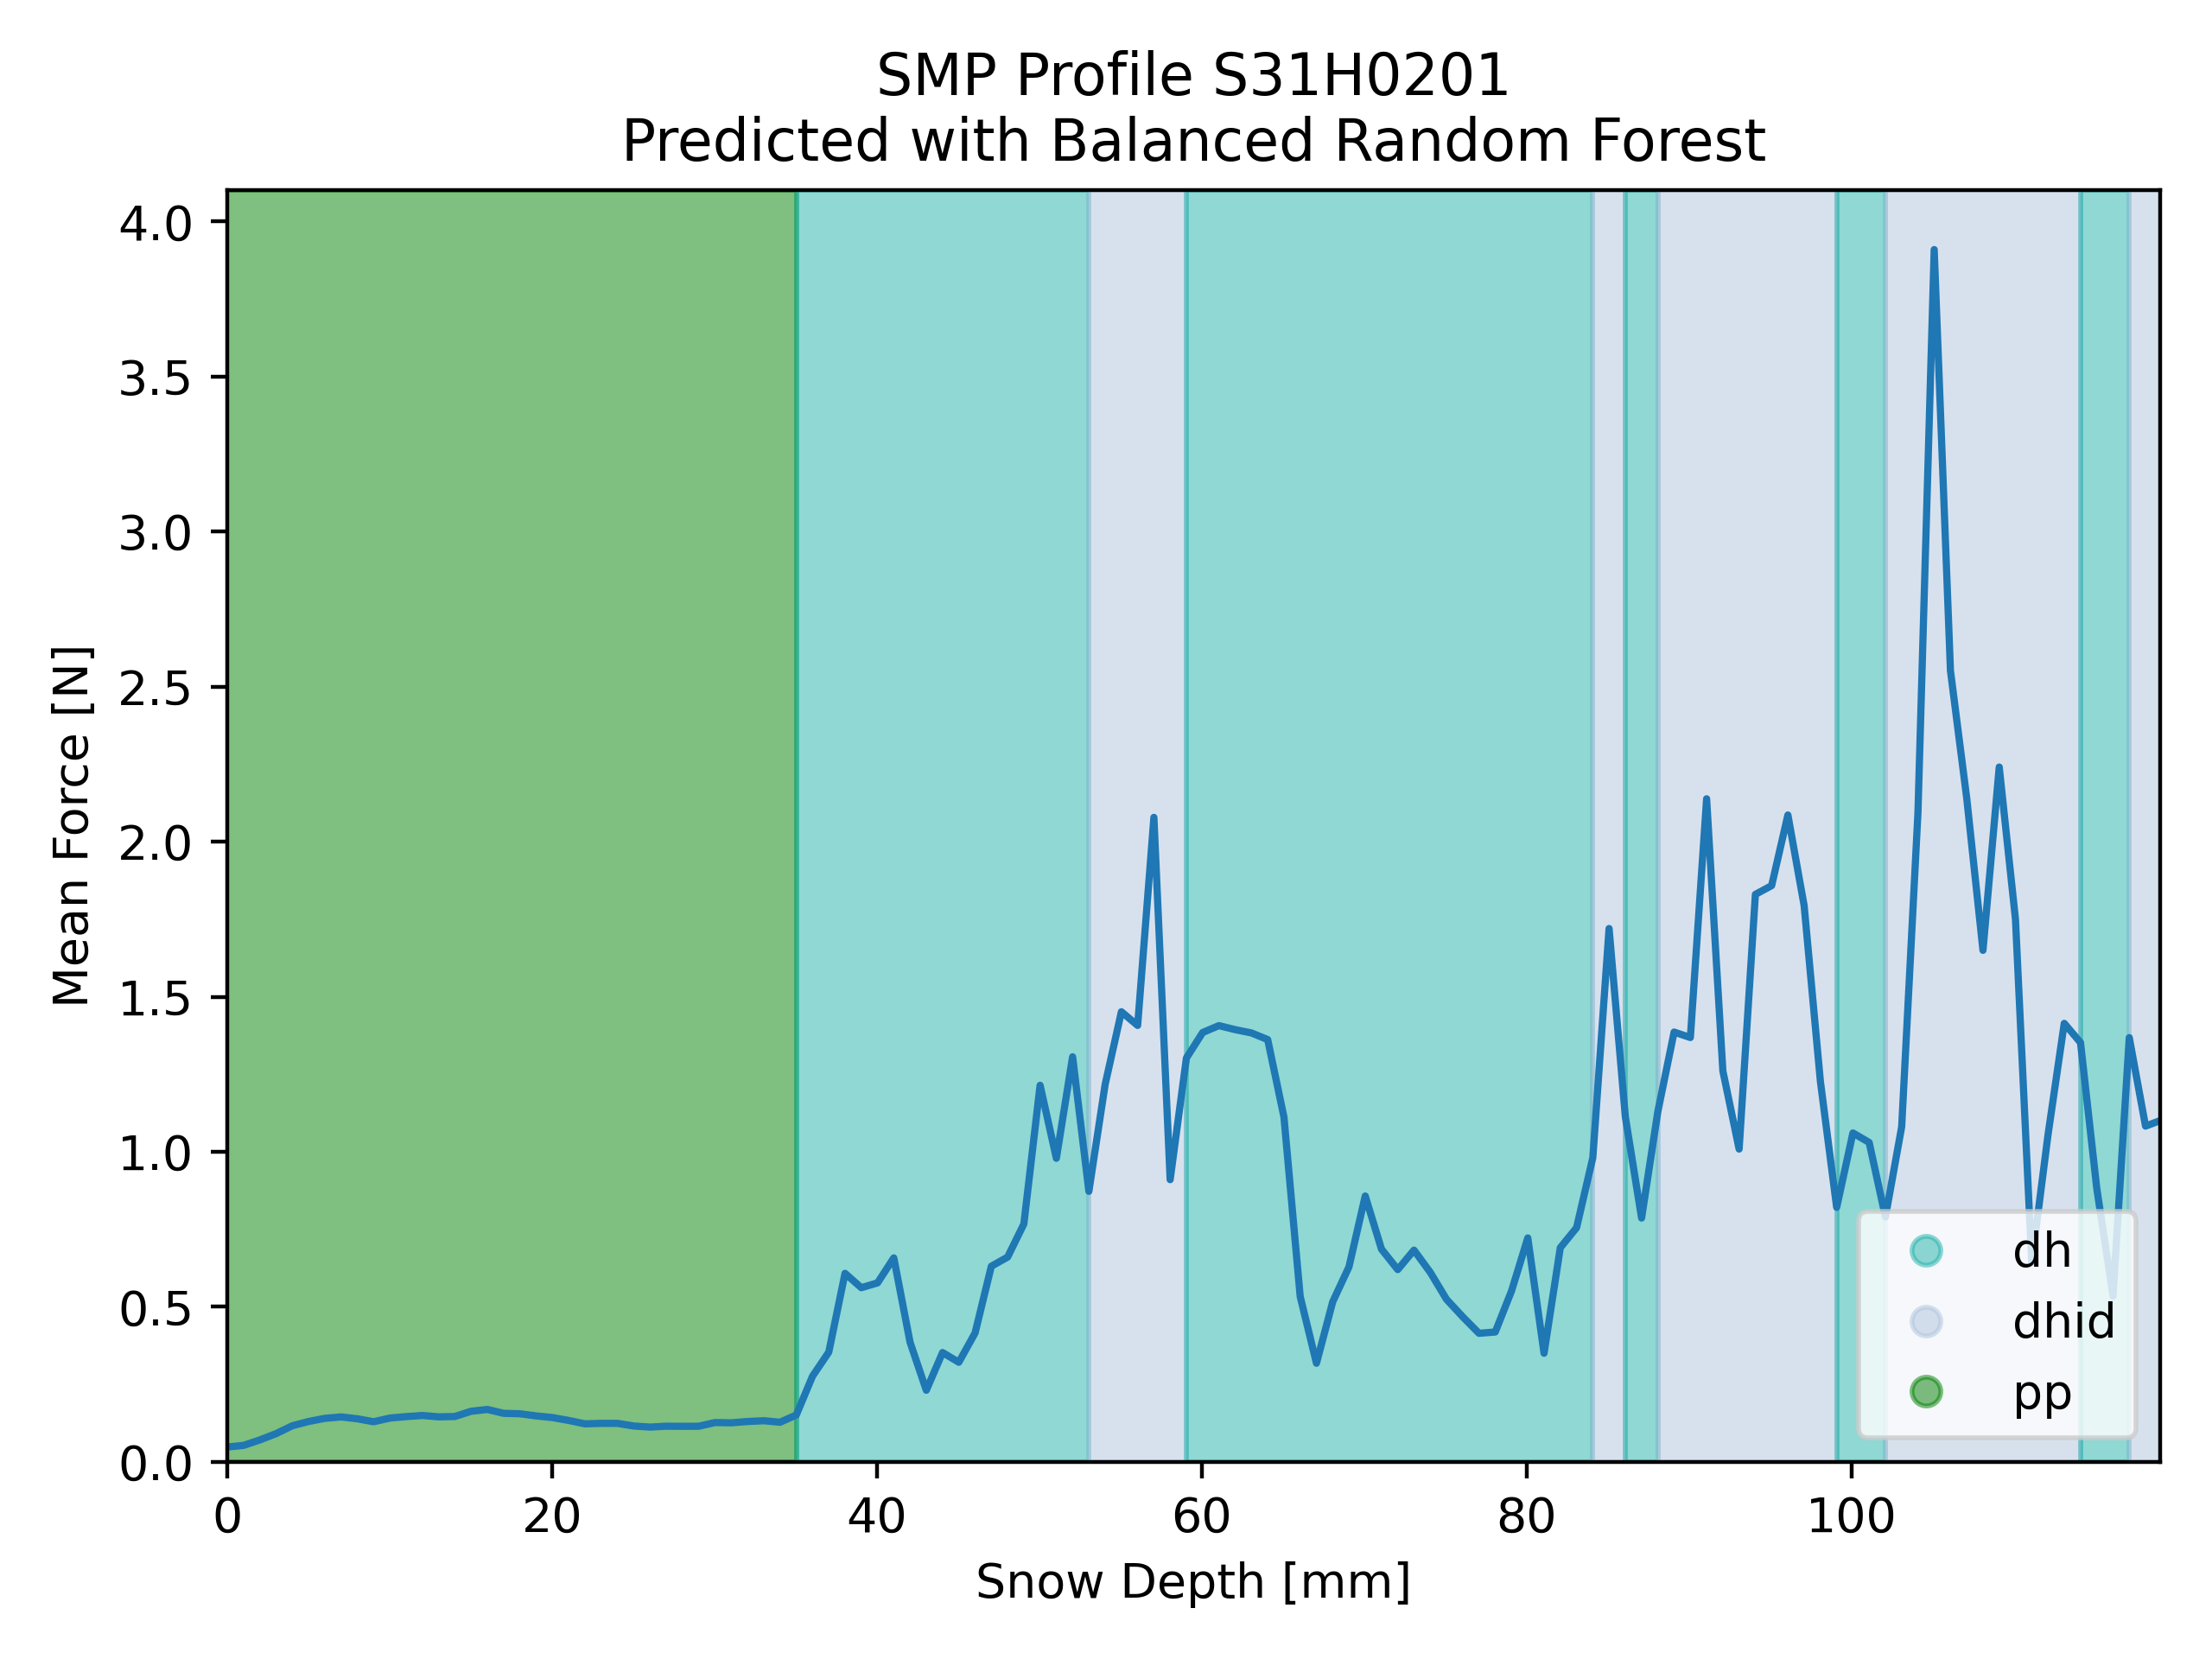 SMP Profile S31H0201
Predicted with Balanced Random Forest
Mean Force [N]
4.0
3.5
3.0
2.5
2.0
1.5
1.0
0.5
0.0
dh
dhid
pp
0 20 40 60 80 100
Snow Depth [mm]